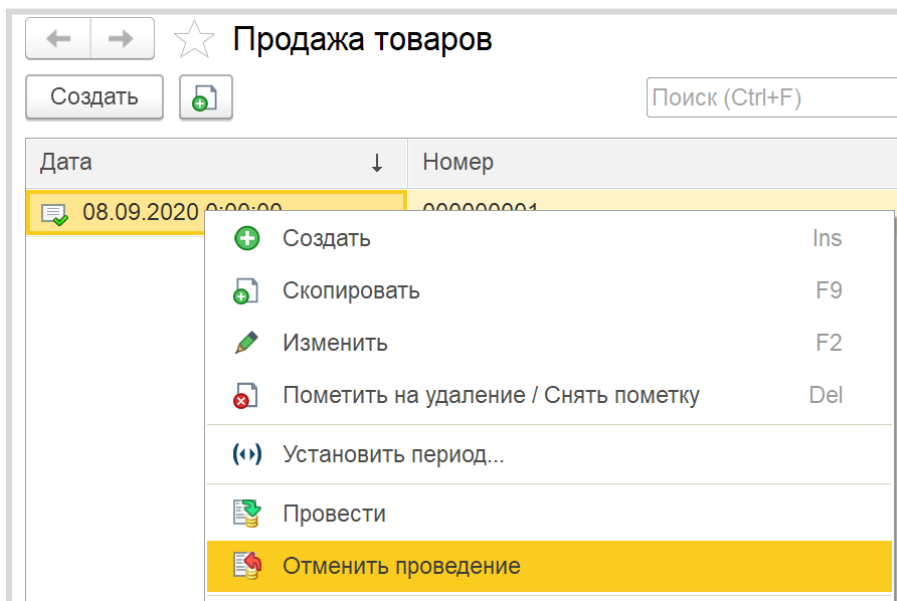 Продажа товаров
Создать
Поиск (Ctrl+F)
Дата ↓ Номер
08.09.2020 0:00:00 000000001
Создать Ins
Скопировать F9
Изменить F2
Пометить на удаление / Снять пометку Del
Установить период...
Провести
Отменить проведение